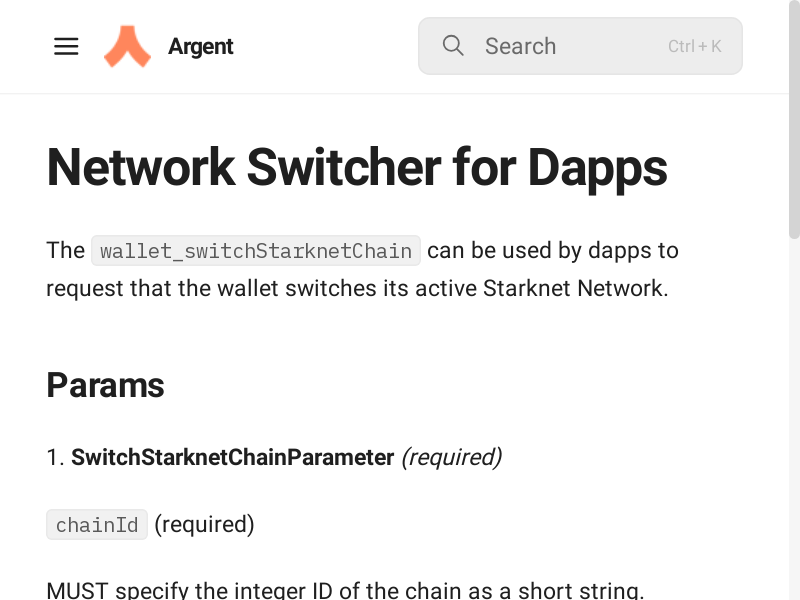 Argent
Search
Ctrl + K
Network Switcher for Dapps
The wallet_switchStarknetChain can be used by dapps to
request that the wallet switches its active Starknet Network.
Params
1. SwitchStarknetChainParameter (required)
chainId (required)
MUST specify the integer ID of the chain as a short string.